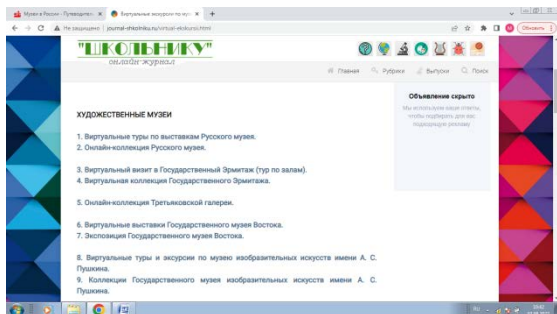 Музеи России - Путеводитель
Виртуальные экскурсии по муз
Не защищено
journal-shkolniku.ru/virtual-ekskursii.html
Обновить
"ШКОЛЬНИКУ"
онлайн-журнал
Главная
Рубрики
Выпуски
Поиск
Объявление скрыто
Мы используем ваши ответы,
чтобы подбирать для вас
подходящую рекламу
ХУДОЖЕСТВЕННЫЕ МУЗЕИ
1. Виртуальные туры по выставкам Русского музея.
2. Онлайн-коллекция Русского музея.
3. Виртуальный визит в Государственный Эрмитаж (тур по залам).
4. Виртуальная коллекция Государственного Эрмитажа.
5. Онлайн-коллекция Третьяковской галереи.
6. Виртуальные выставки Государственного музея Востока.
7. Экспозиция Государственного музея Востока.
8. Виртуальные туры и экскурсии по музею изобразительных искусств имени А. С.
Пушкина.
9. Коллекции Государственного музея изобразительных искусств имени А. С.
Пушкина.
RU